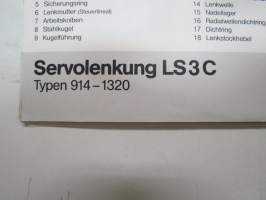 5 Sicherungsring
6 Lenkmutter (Steuerlineal)
7 Arbeitskolben
8 Stahlkugel
9 Kugelführung
14 Lenkwelle
15 Nadellager
16 Radialwellendichtring
17 Dichtring
18 Lenkstockhebel
Servolenkung LS3C
Typen 914–1320